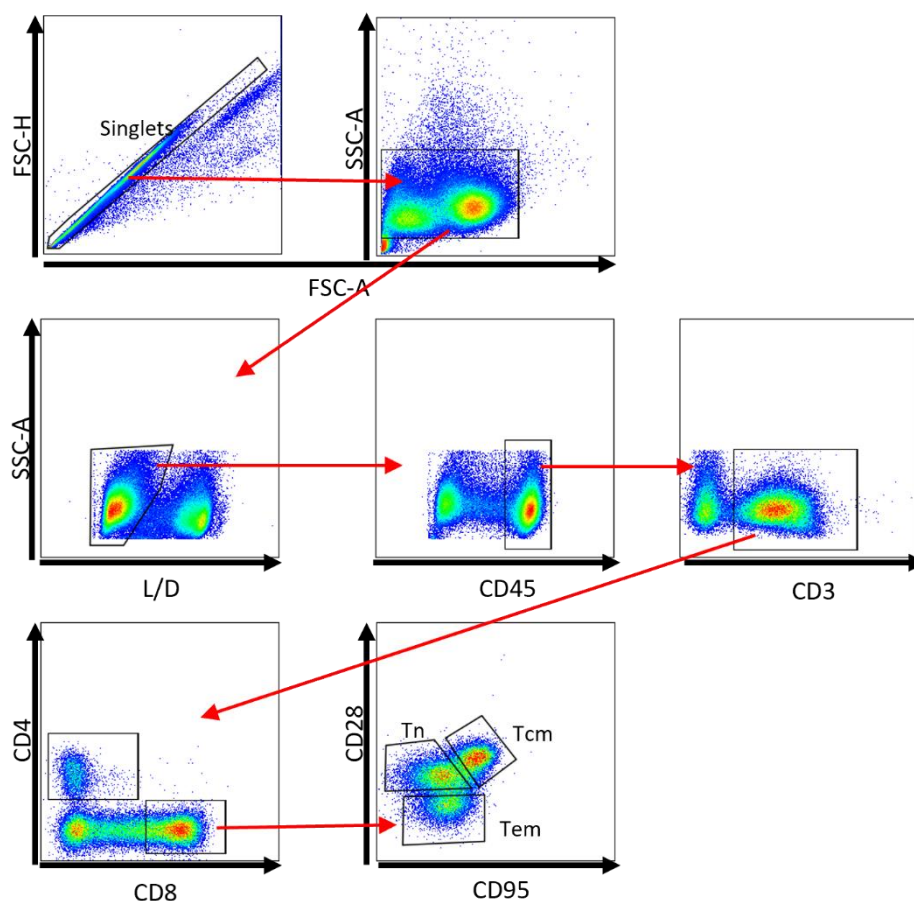 FSC-H
Singlets
SSC-A
FSC-A
SSC-A
L/D
CD45
CD3
CD4
CD8
CD28
Tn
Tcm
Tem
CD95